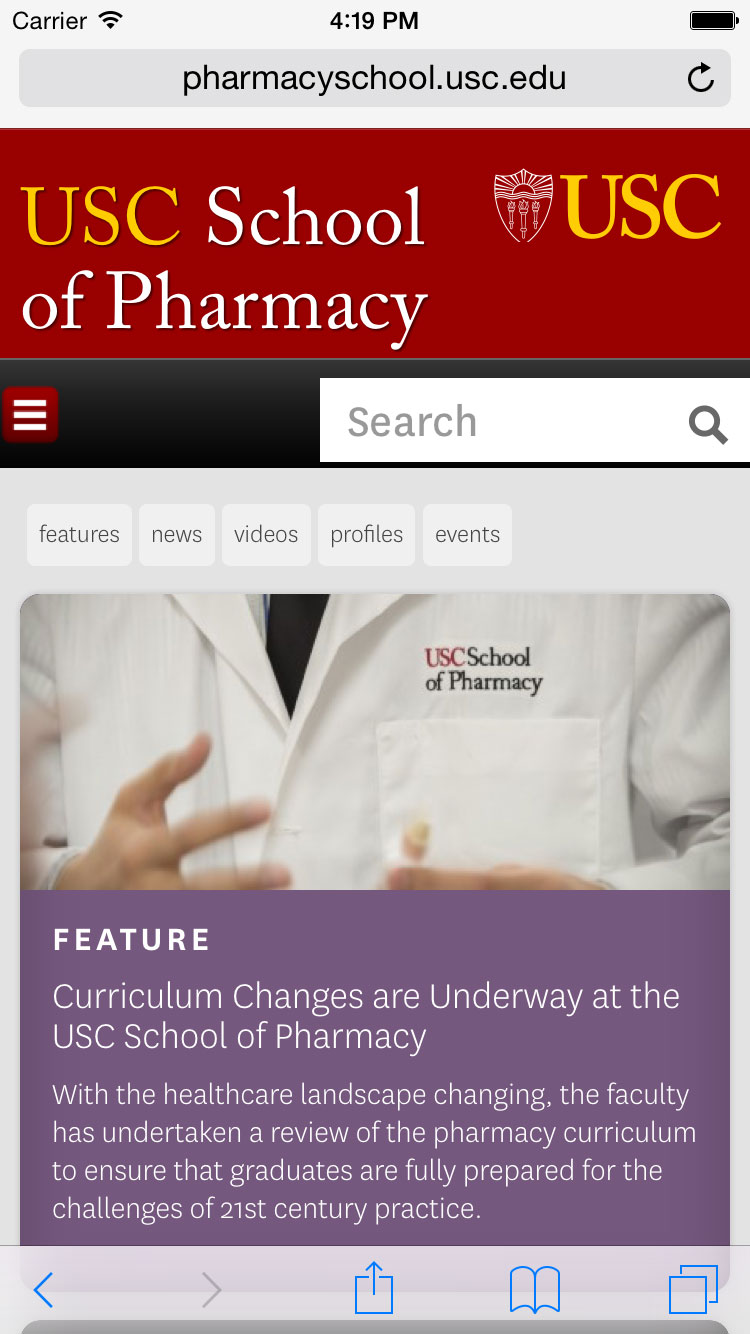 Carrier 4:19 PM
pharmacyschool.usc.edu
USC School
of Pharmacy
USC
Search
features news videos profiles events
USC School
of Pharmacy
FEATURE
Curriculum Changes are Underway at the
USC School of Pharmacy
With the healthcare landscape changing, the faculty
has undertaken a review of the pharmacy curriculum
to ensure that graduates are fully prepared for the
challenges of 21st century practice.